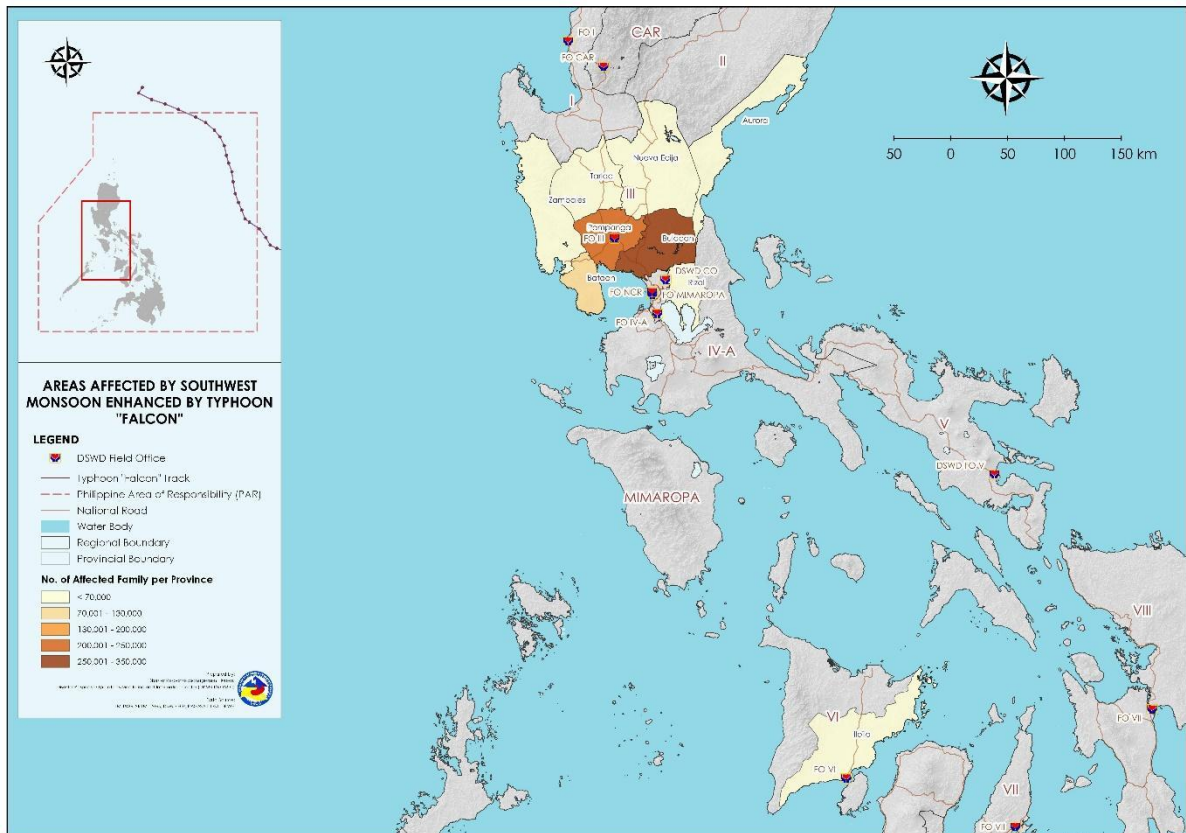 AREAS AFFECTED BY SOUTHWEST
MONSOON ENHANCED BY TYPHOON
"FALCON"
LEGEND
DSWD Field Office
Typhoon "Falcon" Track
Philippine Area of Responsibility (PAR)
National Road
Water Body
Regional Boundary
Provincial Boundary
No. of Affected Family per Province
< 70,000
70,001 - 130,000
130,001 - 200,000
200,001 - 250,000
250,001 - 350,000
Prepared by:
FO I
CAR
FO CAR
II
I
Aurora
50 0 50 100 150 km
Nueva Ecija
Tarlac
III
Zambales
Pampanga
FO III
Bulacan
Bataan
DSWD CO
Rizal
FO NCR
FO MIMAROPA
FO IV-A
IV-A
V
DSWD FO V
MIMAROPA
VIII
VI
Iloilo
FO VI
FO VII
VII
FO VII